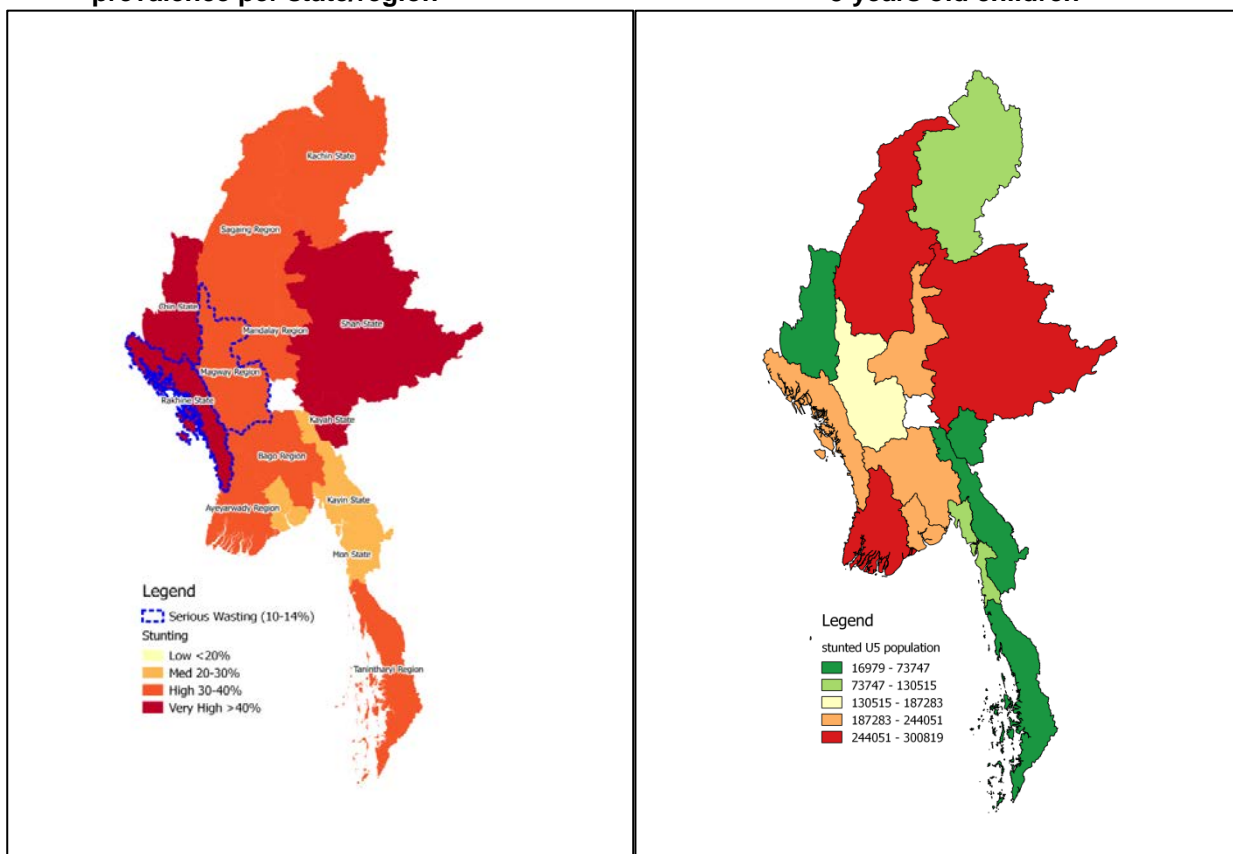 prevalence per State/region
5 years old children
Kachin State
Sagaing Region
Chin State
Mandalay Region
Shan State
Magway Region
Rakhine State
Kayah State
Bago Region
Kayin State
Ayeyarwady Region
Mon State
Tanintharyi Region
Legend
Serious Wasting (10-14%)
Stunting
Low <20%
Med 20-30%
High 30-40%
Very High >40%
Legend
stunted U5 population
16979 - 73747
73747 - 130515
130515 - 187283
187283 - 244051
244051 - 300819